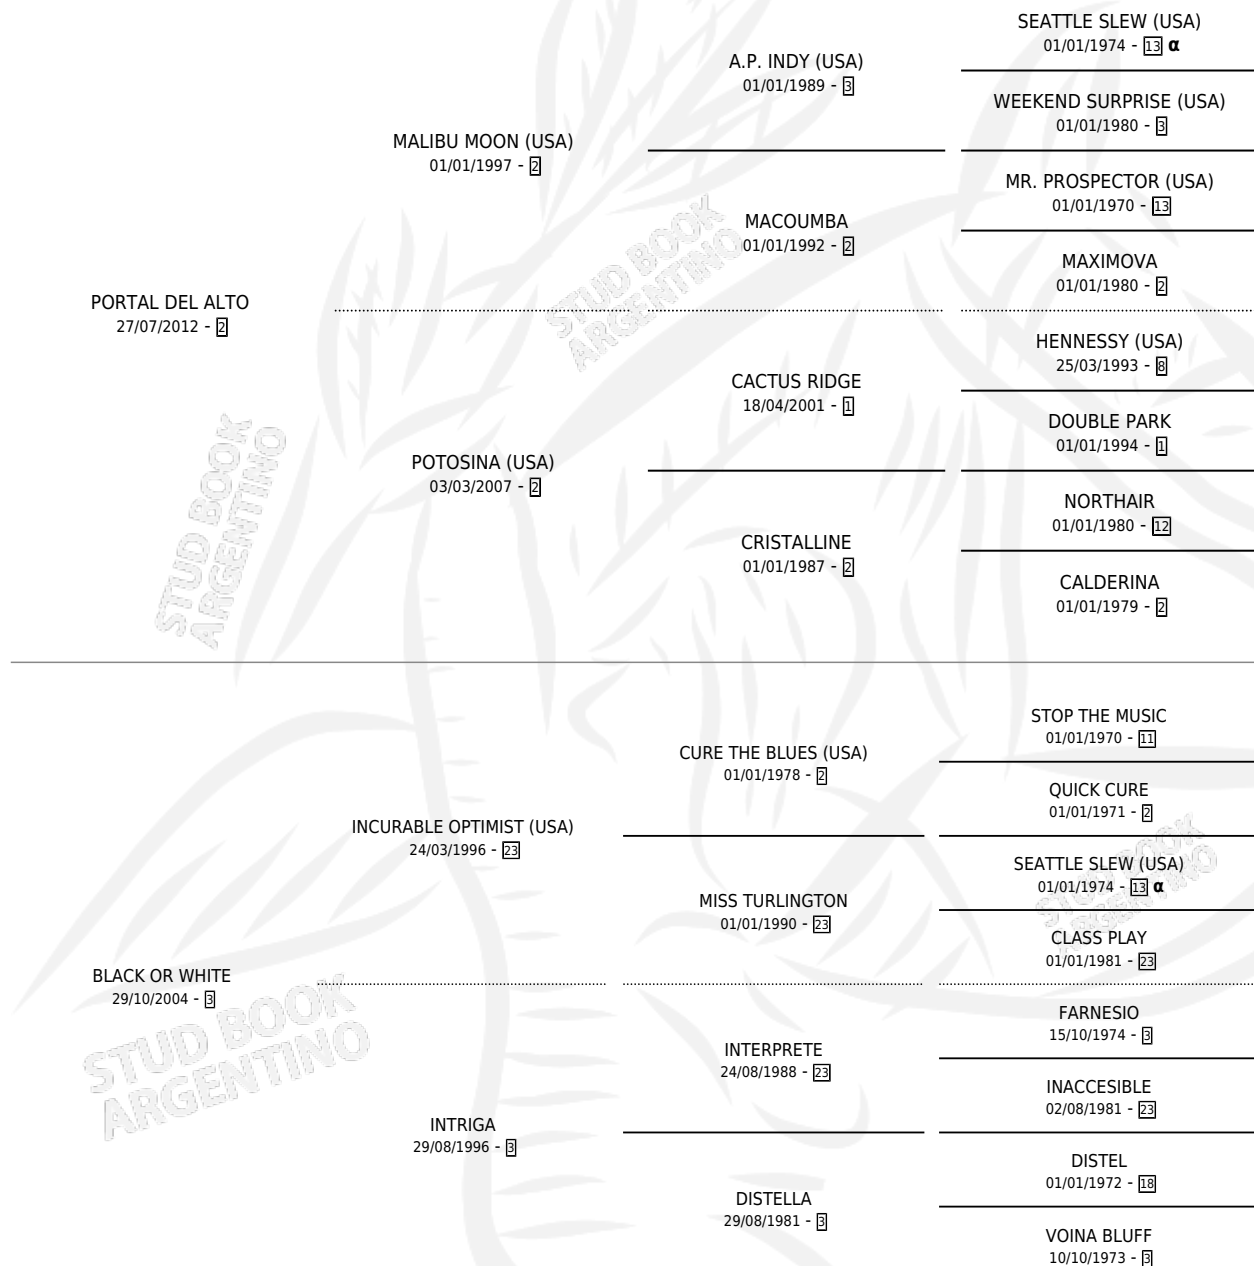 SEATTLE SLEW (USA)
01/01/1974 - 13 α
A.P. INDY (USA)
01/01/1989 - 3
WEEKEND SURPRISE (USA)
01/01/1980 - 3
MALIBU MOON (USA)
01/01/1997 - 2
MR. PROSPECTOR (USA)
01/01/1970 - 13
MACOUMBA
01/01/1992 - 2
MAXIMOVA
01/01/1980 - 2
PORTAL DEL ALTO
27/07/2012 - 2
HENNESSY (USA)
25/03/1993 - 8
CACTUS RIDGE
18/04/2001 - 1
DOUBLE PARK
01/01/1994 - 1
POTOSINA (USA)
03/03/2007 - 2
NORTHAIR
01/01/1980 - 12
CRISTALLINE
01/01/1987 - 2
CALDERINA
01/01/1979 - 2
STOP THE MUSIC
01/01/1970 - 11
CURE THE BLUES (USA)
01/01/1978 - 2
QUICK CURE
01/01/1971 - 2
INCURABLE OPTIMIST (USA)
24/03/1996 - 23
SEATTLE SLEW (USA)
01/01/1974 - 13 α
MISS TURLINGTON
01/01/1990 - 23
CLASS PLAY
01/01/1981 - 23
BLACK OR WHITE
29/10/2004 - 3
FARNESIO
15/10/1974 - 3
INTERPRETE
24/08/1988 - 23
INACCESIBLE
02/08/1981 - 23
INTRIGA
29/08/1996 - 3
DISTEL
01/01/1972 - 18
DISTELLA
29/08/1981 - 3
VOINA BLUFF
10/10/1973 - 3
STUD BOOK
ARGENTINO
STUD BOOK
ARGENTINO
STUD BOOK
ARGENTINO
STUD BOOK
ARGENTINO